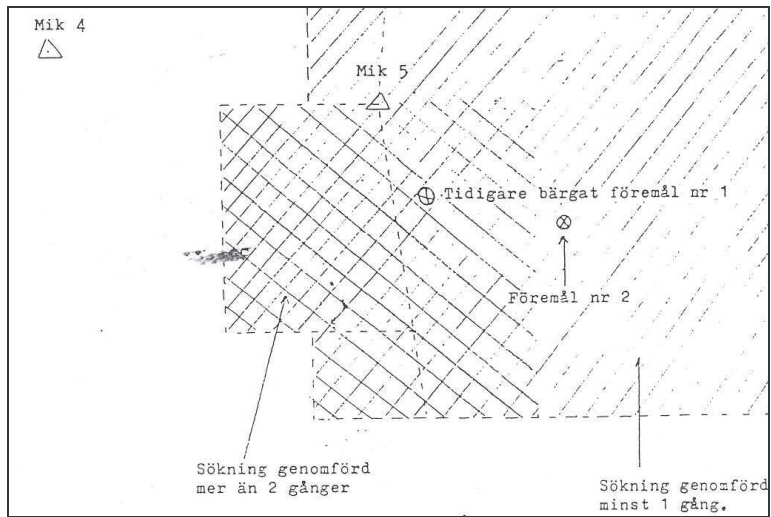 Mik 4
Mik 5
Tidigare bärgat föremål nr 1
Föremål nr 2
Sökning genomförd
mer än 2 gånger
Sökning genomförd
minst 1 gång.